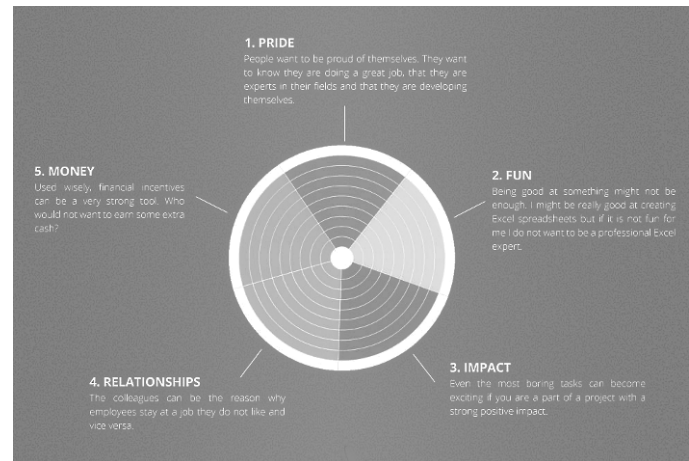 1. PRIDE
People want to be proud of themselves. They want
to know they are doing a great job, that they are
experts in their fields and that they are developing
themselves.
2. FUN
Being good at something might not be
enough. I might be really good at creating
Excel spreadsheets but if it is not fun for
me I do not want to be a professional Excel
expert.
3. IMPACT
Even the most boring tasks can become
exciting if you are a part of a project with a
strong positive impact.
4. RELATIONSHIPS
The colleagues can be the reason why
employees stay at a job they do not like and
vice versa.
5. MONEY
Used wisely, financial incentives
can be a very strong tool. Who
would not want to earn some extra
cash?